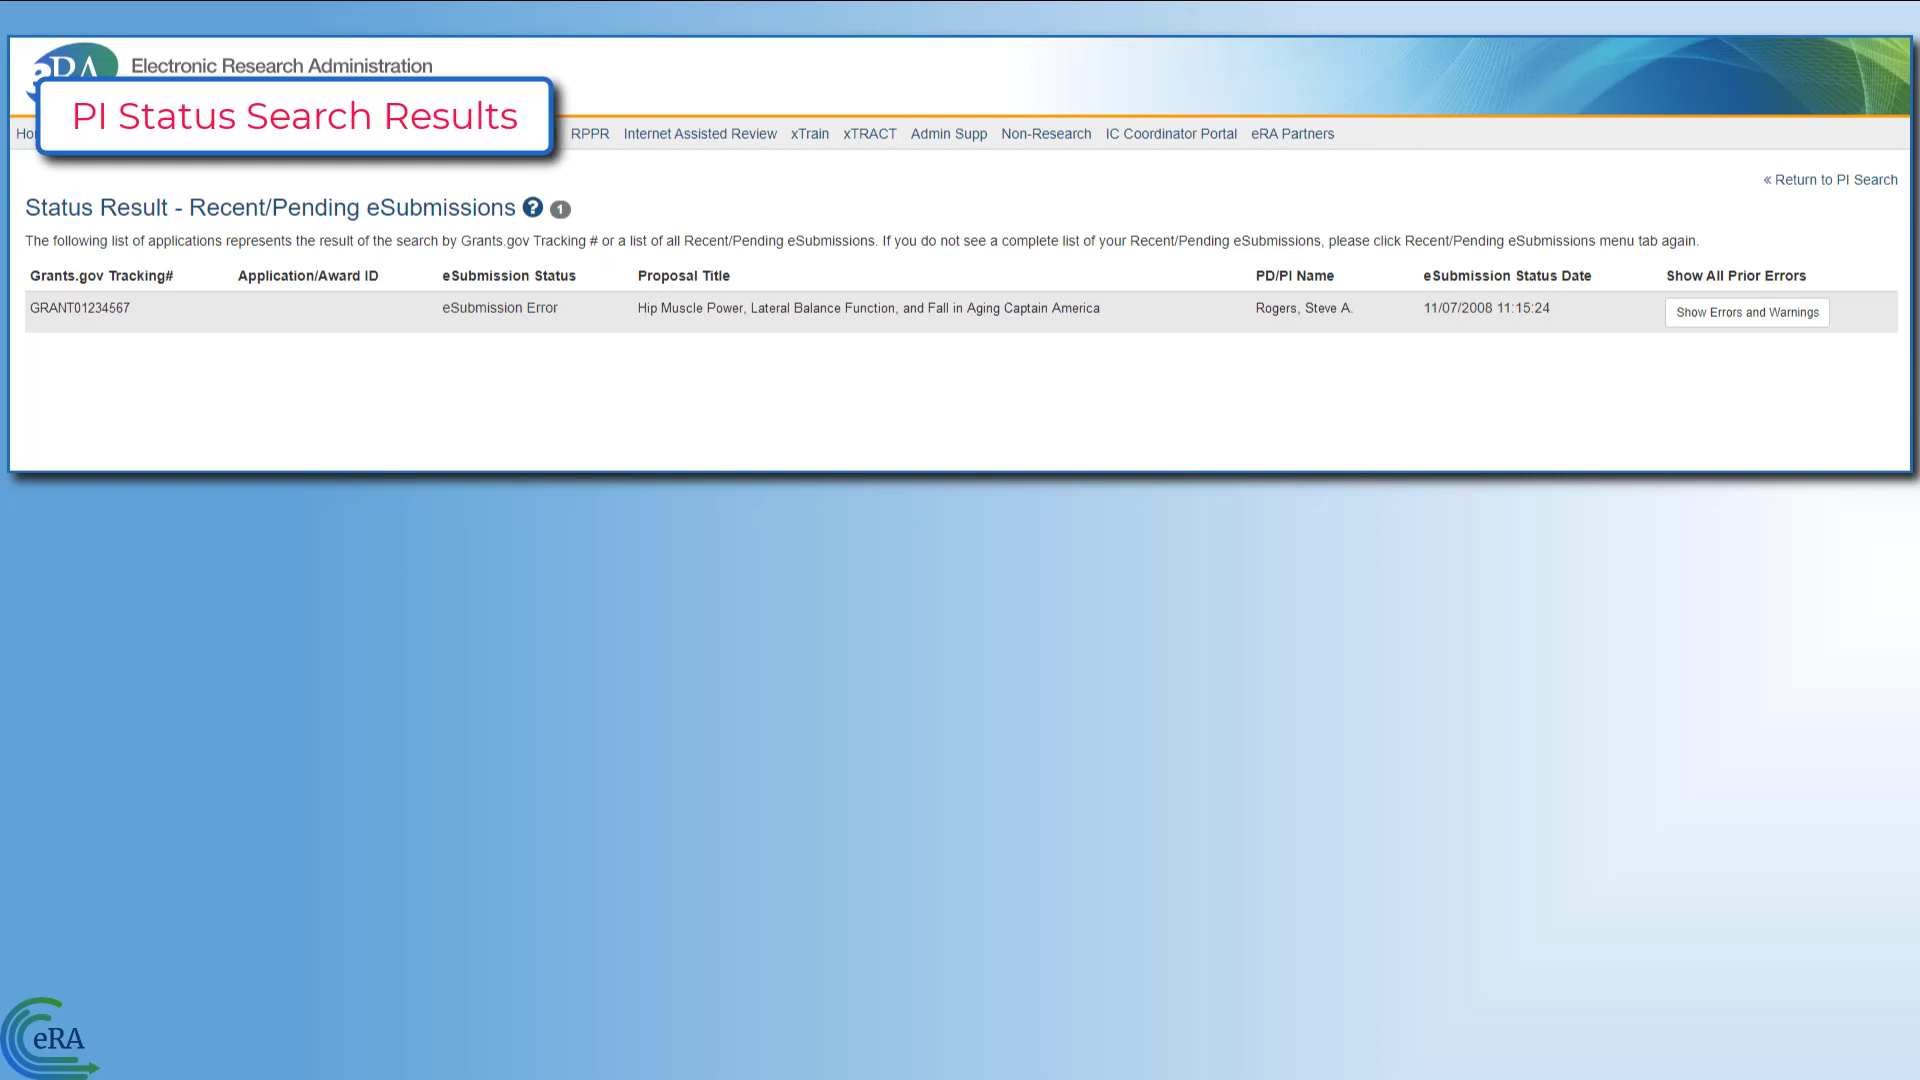 eRA
Electronic Research Administration
PI Status Search Results
RPPR Internet Assisted Review xTrain xTRACT Admin Supp Non-Research IC Coordinator Portal eRA Partners
« Return to PI Search
Status Result - Recent/Pending eSubmissions ? 1
The following list of applications represents the result of the search by Grants.gov Tracking # or a list of all Recent/Pending eSubmissions. If you do not see a complete list of your Recent/Pending eSubmissions, please click Recent/Pending eSubmissions menu tab again.
Grants.gov Tracking# Application/Award ID eSubmission Status Proposal Title PD/PI Name eSubmission Status Date Show All Prior Errors
GRANT01234567 eSubmission Error Hip Muscle Power, Lateral Balance Function, and Fall in Aging Captain America Rogers, Steve A. 11/07/2008 11:15:24 Show Errors and Warnings
eRA